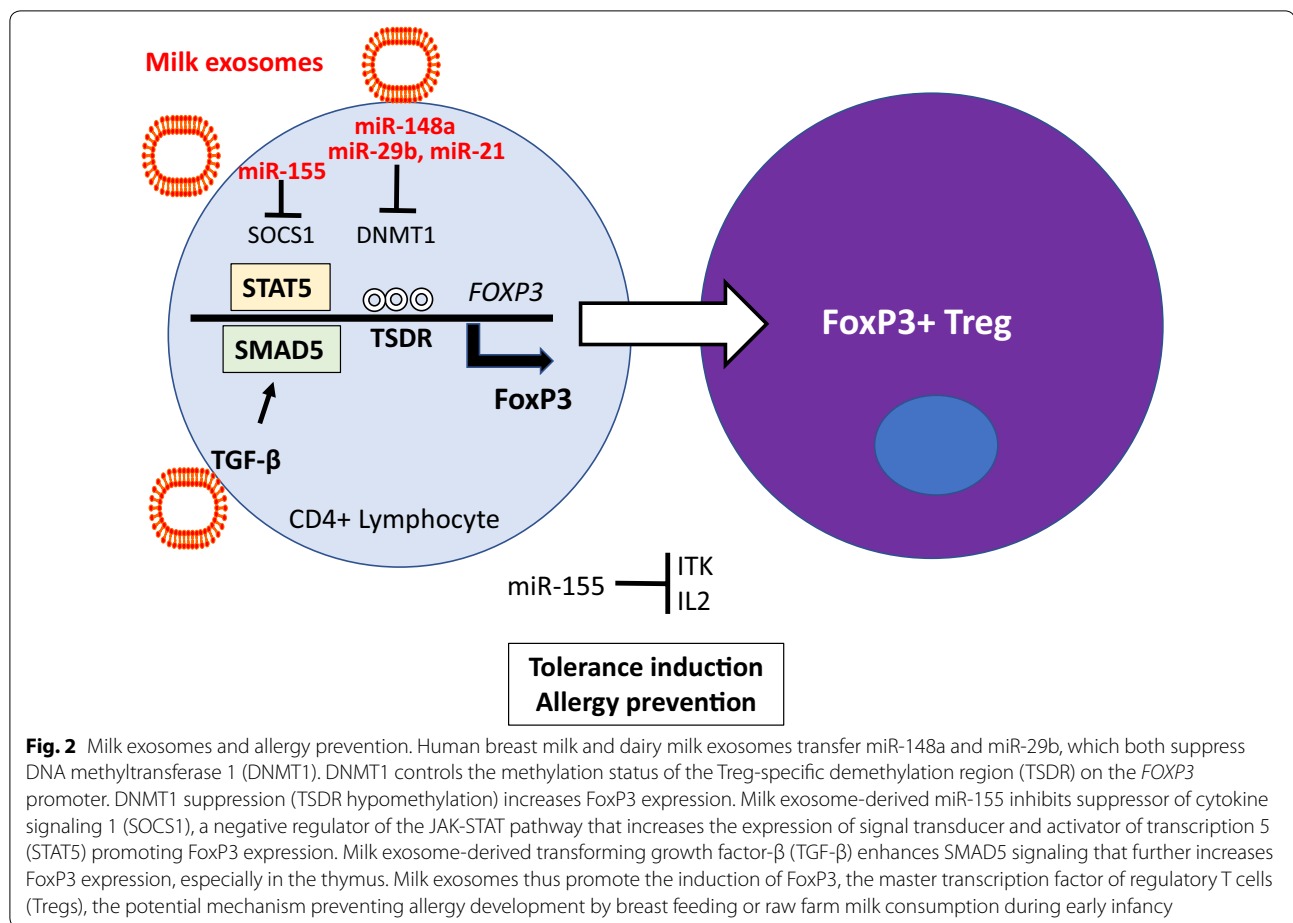 Milk exosomes
miR-148a
miR-29b, miR-21
miR-155
SOCS1
DNMT1
STAT5
FOXP3
SMAD5
TSDR
FoxP3
TGF-β
CD4+ Lymphocyte
FoxP3+ Treg
miR-155
ITK
IL2
Tolerance induction
Allergy prevention
Fig. 2 Milk exosomes and allergy prevention. Human breast milk and dairy milk exosomes transfer miR-148a and miR-29b, which both suppress
DNA methyltransferase 1 (DNMT1). DNMT1 controls the methylation status of the Treg-specific demethylation region (TSDR) on the FOXP3
promoter. DNMT1 suppression (TSDR hypomethylation) increases FoxP3 expression. Milk exosome-derived miR-155 inhibits suppressor of cytokine
signaling 1 (SOCS1), a negative regulator of the JAK-STAT pathway that increases the expression of signal transducer and activator of transcription 5
(STAT5) promoting FoxP3 expression. Milk exosome-derived transforming growth factor-β (TGF-β) enhances SMAD5 signaling that further increases
FoxP3 expression, especially in the thymus. Milk exosomes thus promote the induction of FoxP3, the master transcription factor of regulatory T cells
(Tregs), the potential mechanism preventing allergy development by breast feeding or raw farm milk consumption during early infancy